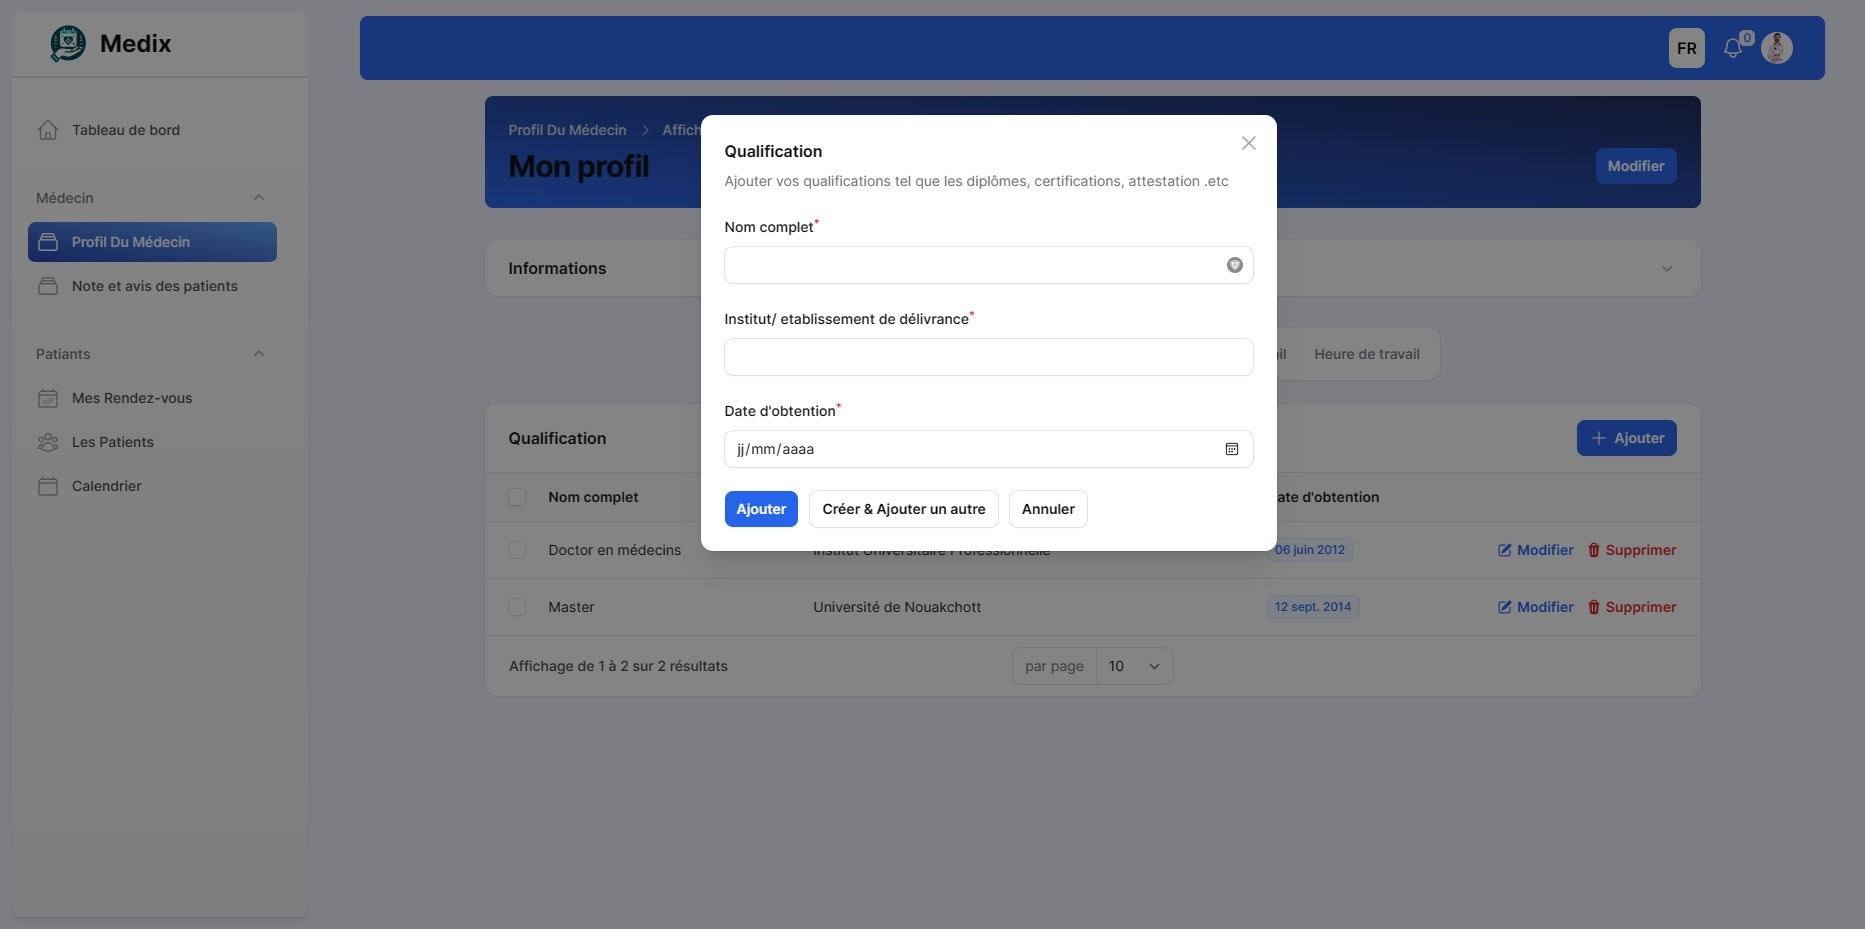 Medix
FR
0
Tableau de bord
Médecin
Profil Du Médecin
Note et avis des patients
Patiants
Mes Rendez-vous
Les Patients
Calendrier
Profil Du Médecin > Affich
Mon profil
Modifier
Informations
Heure de travail
Qualification
Ajouter
Nom complet
ate d'obtention
Doctor en médecins
Institut Universitaire Professionnelle
06 juin 2012
Modifier
Supprimer
Master
Université de Nouakchott
12 sept. 2014
Modifier
Supprimer
Affichage de 1 à 2 sur 2 résultats
par page
10
Qualification
Ajouter vos qualifications tel que les diplômes, certifications, attestation .etc
Nom complet*
Institut/ etablissement de délivrance*
Date d'obtention*
jj/mm/aaaa
Ajouter
Créer & Ajouter un autre
Annuler